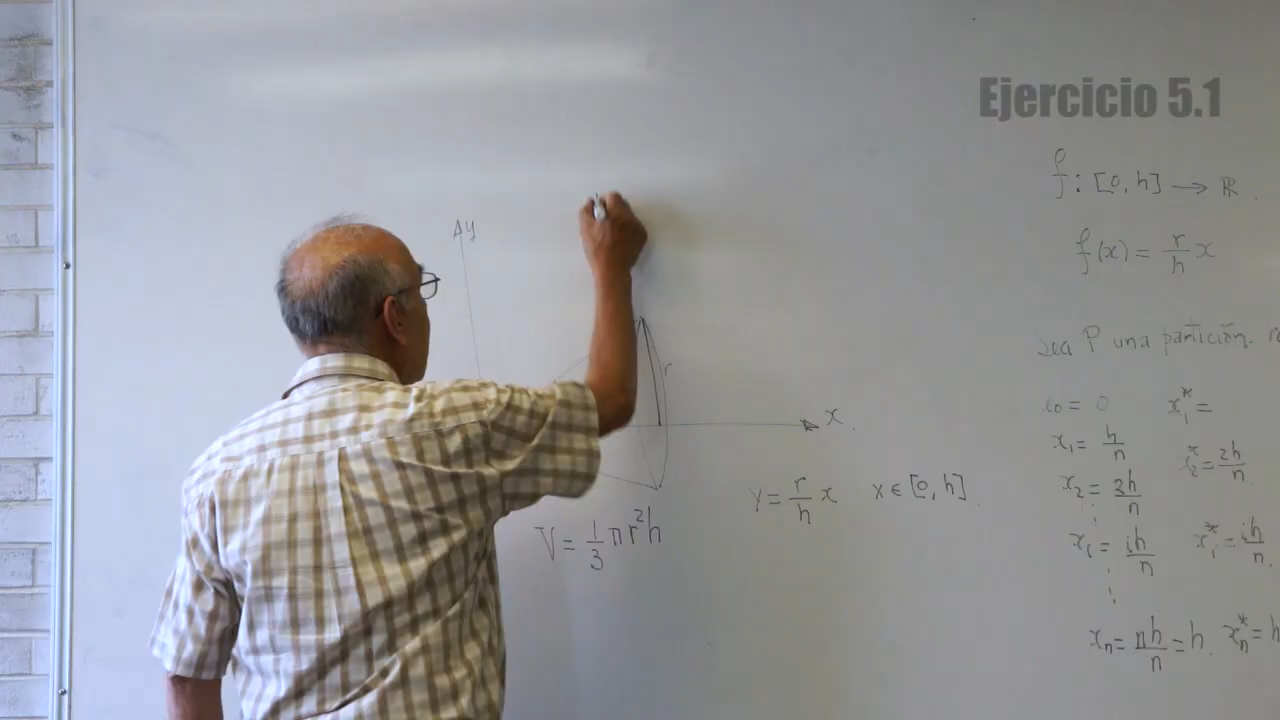 Ejercicio 5.1
f: [0, h] → ℝ.
f(x) = r/h x
Sea P una partición
x₀ = 0 x₁* =
x₁ = h/n x₂* = 2h/n
x₂ = 2h/n
⋮
xᵢ = ih/n xᵢ* = ih/n
⋮
xₙ = nh/n = h. xₙ* = h
y
r
x.
y = r/h x x ∈ [0, h].
V = 1/3 πr²h